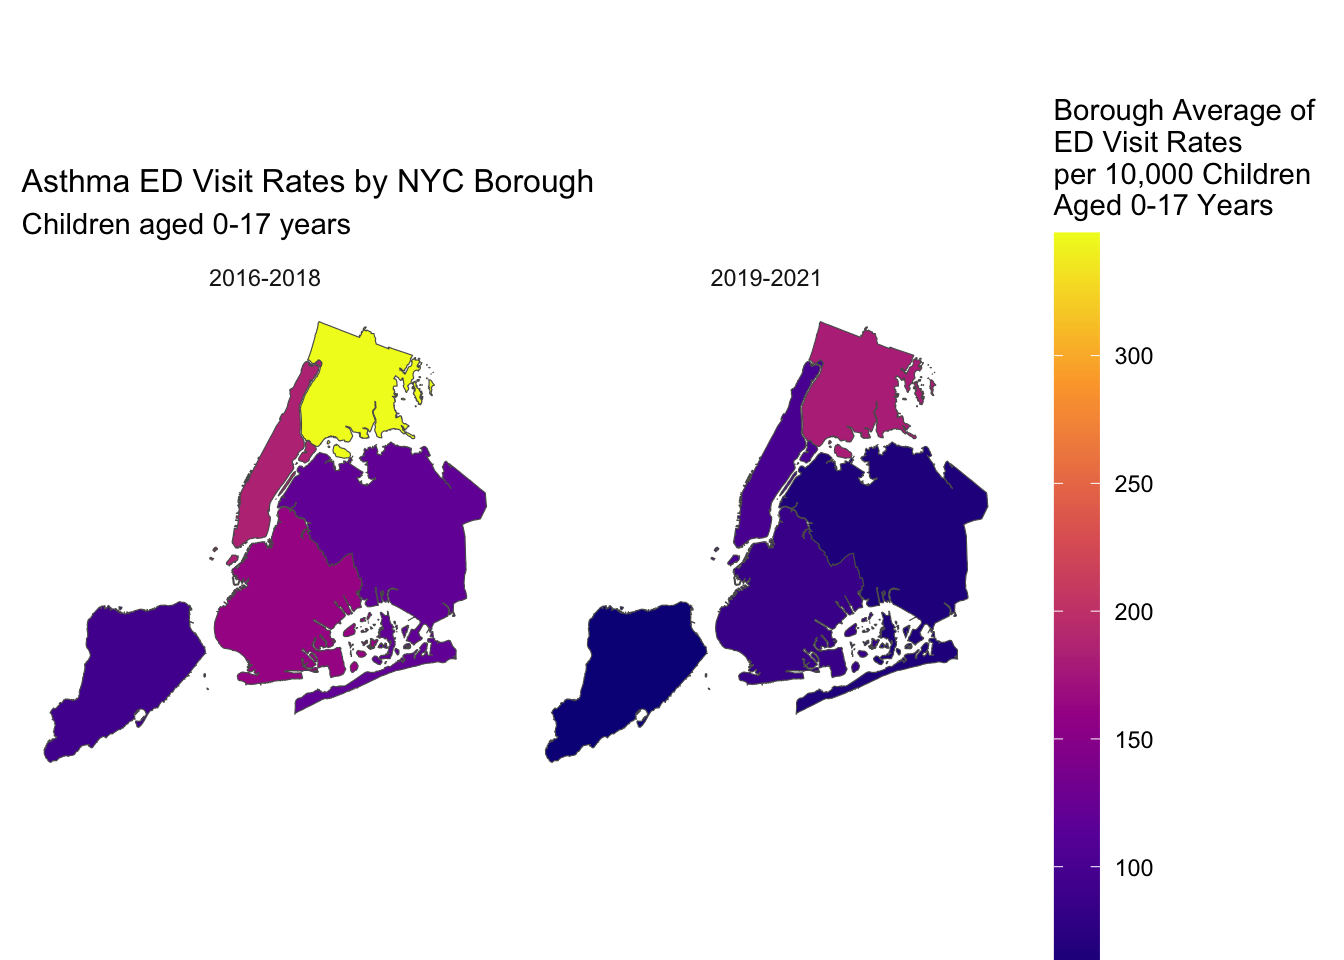 Asthma ED Visit Rates by NYC Borough
Children aged 0-17 years
2016-2018
2019-2021
Borough Average of
ED Visit Rates
per 10,000 Children
Aged 0-17 Years
300
250
200
150
100